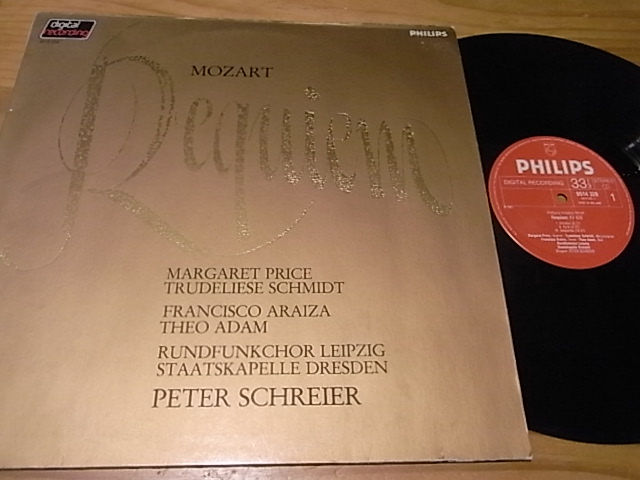 digital
recording
PHILIPS
MOZART
Requiem
MARGARET PRICE
TRUDELIESE SCHMIDT
FRANCISCO ARAIZA
THEO ADAM
RUNDFUNKCHOR LEIPZIG
STAATSKAPELLE DRESDEN
PETER SCHREIER
PHILIPS
DIGITAL RECORDING
33⅓
1